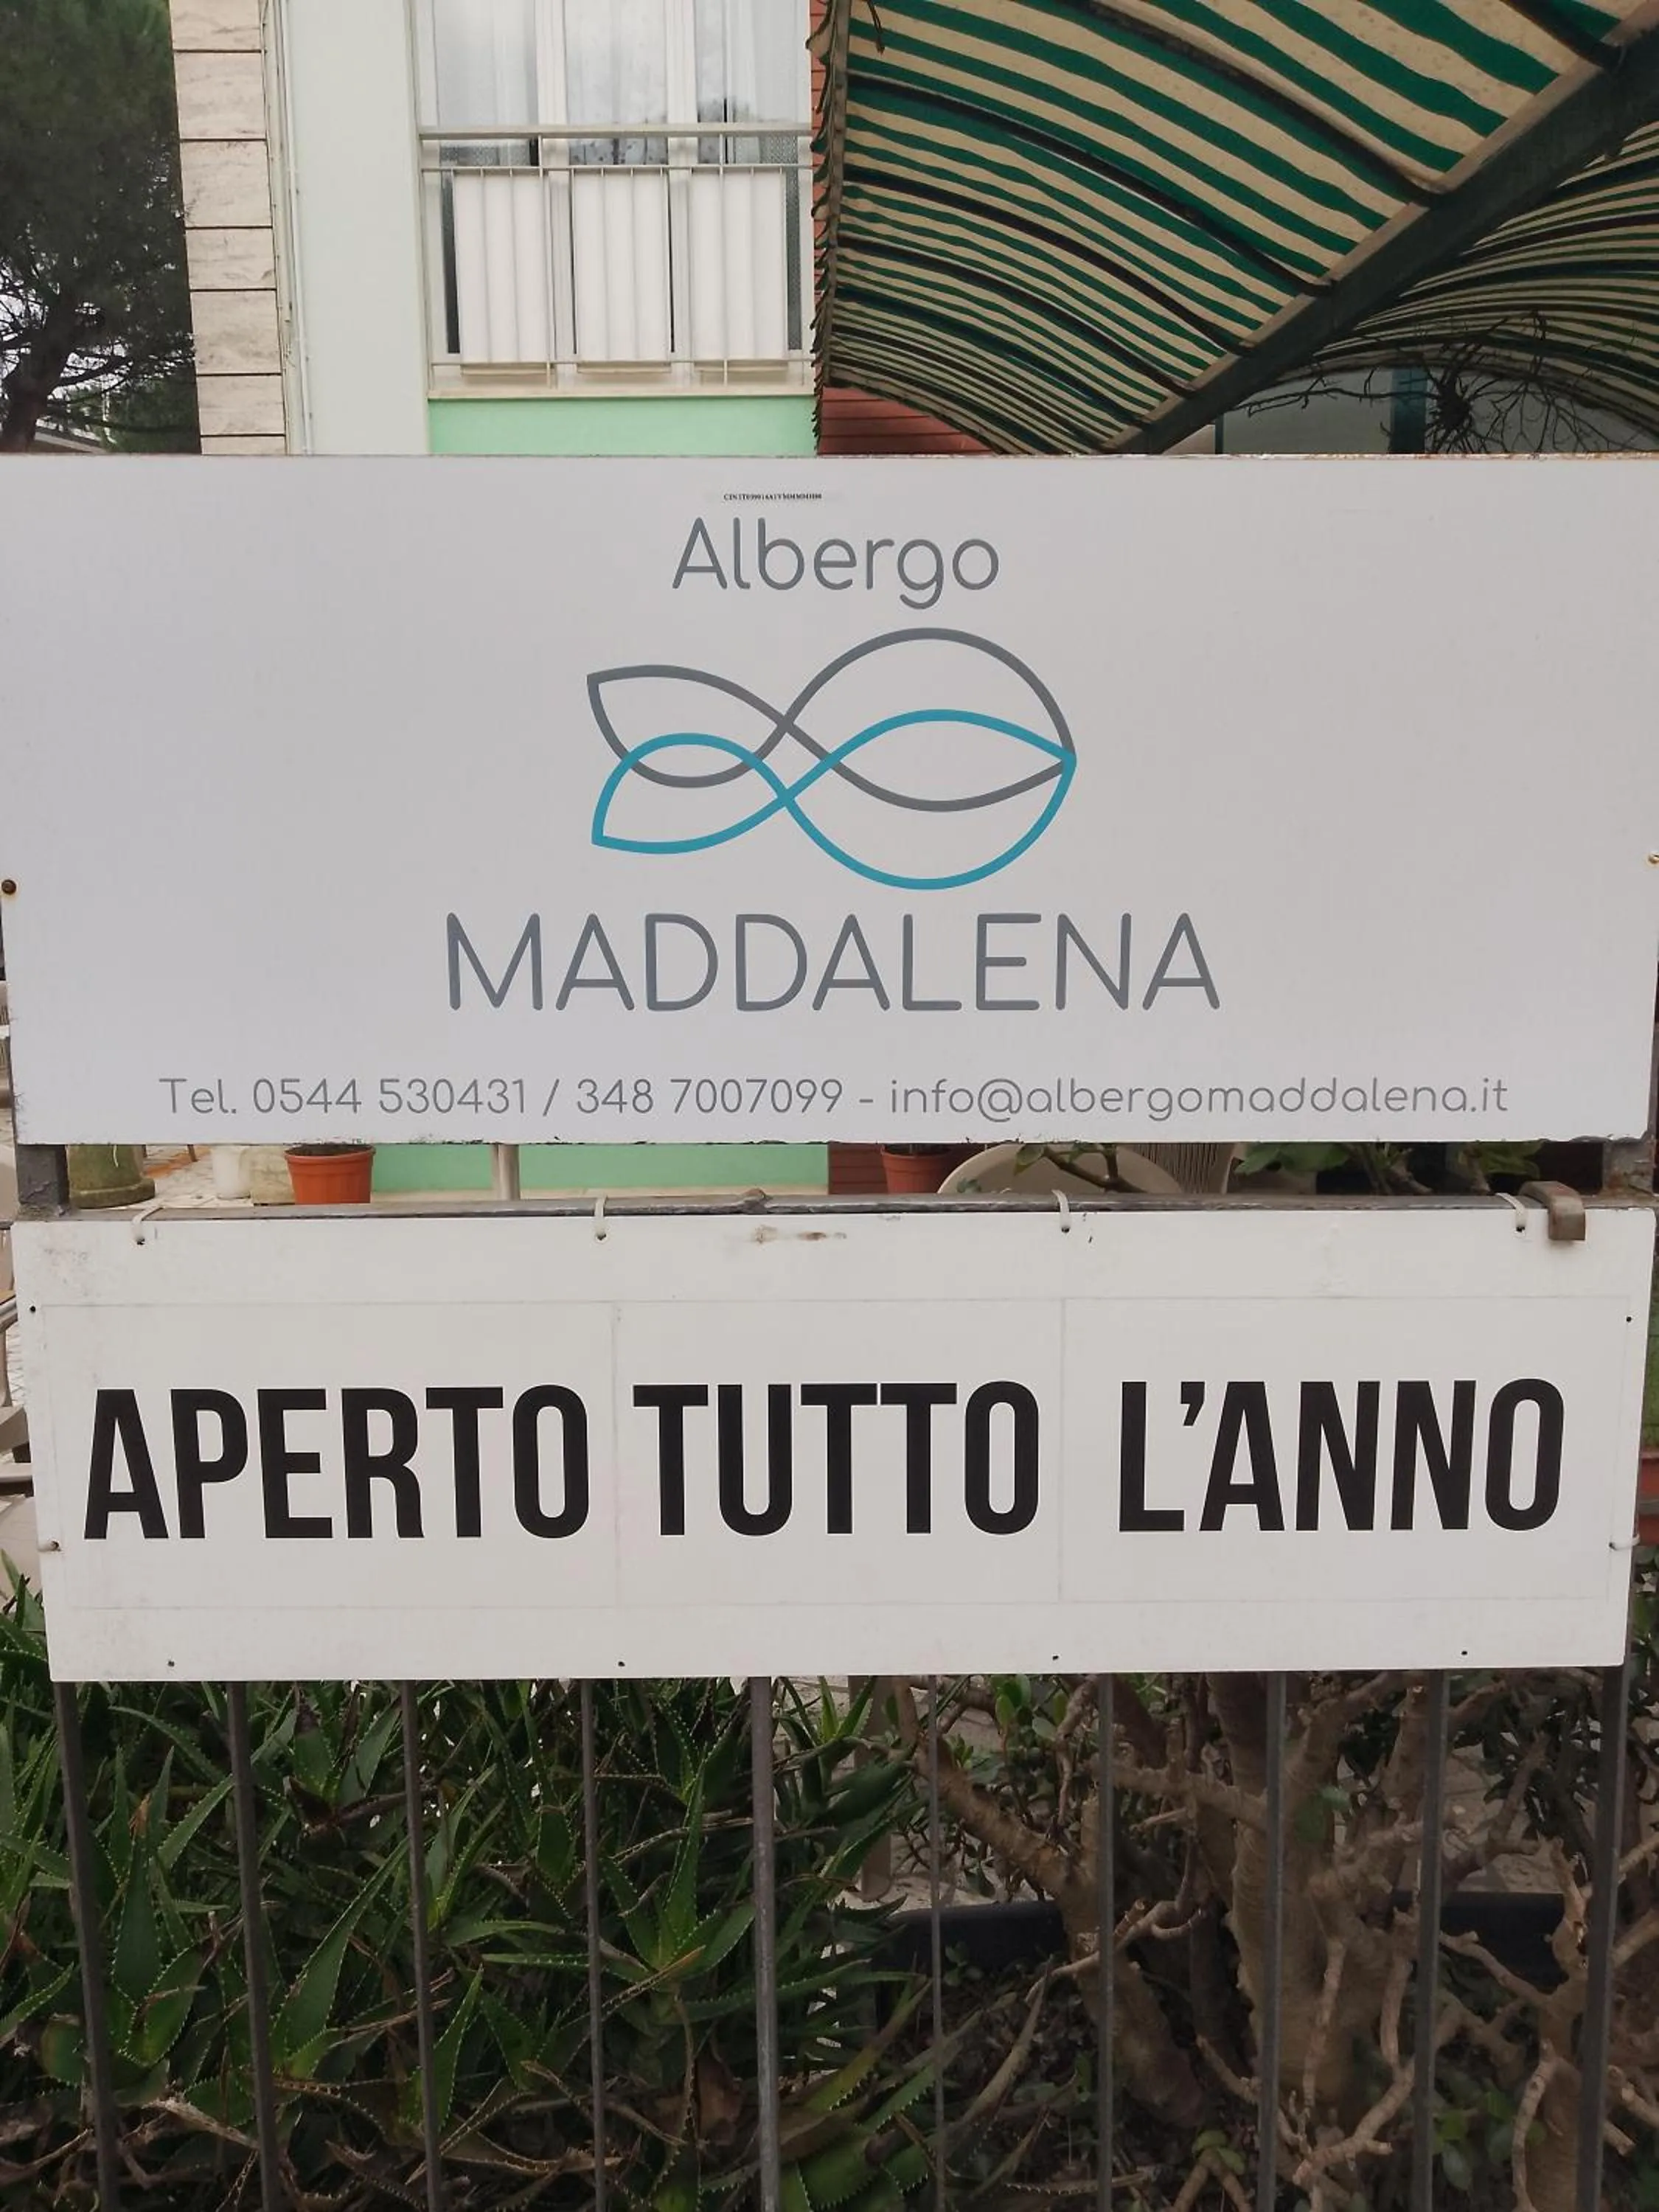 Albergo
MADDALENA
Tel. 0544 530431 / 348 7007099 - info@albergomaddalena.it
APERTO TUTTO L'ANNO